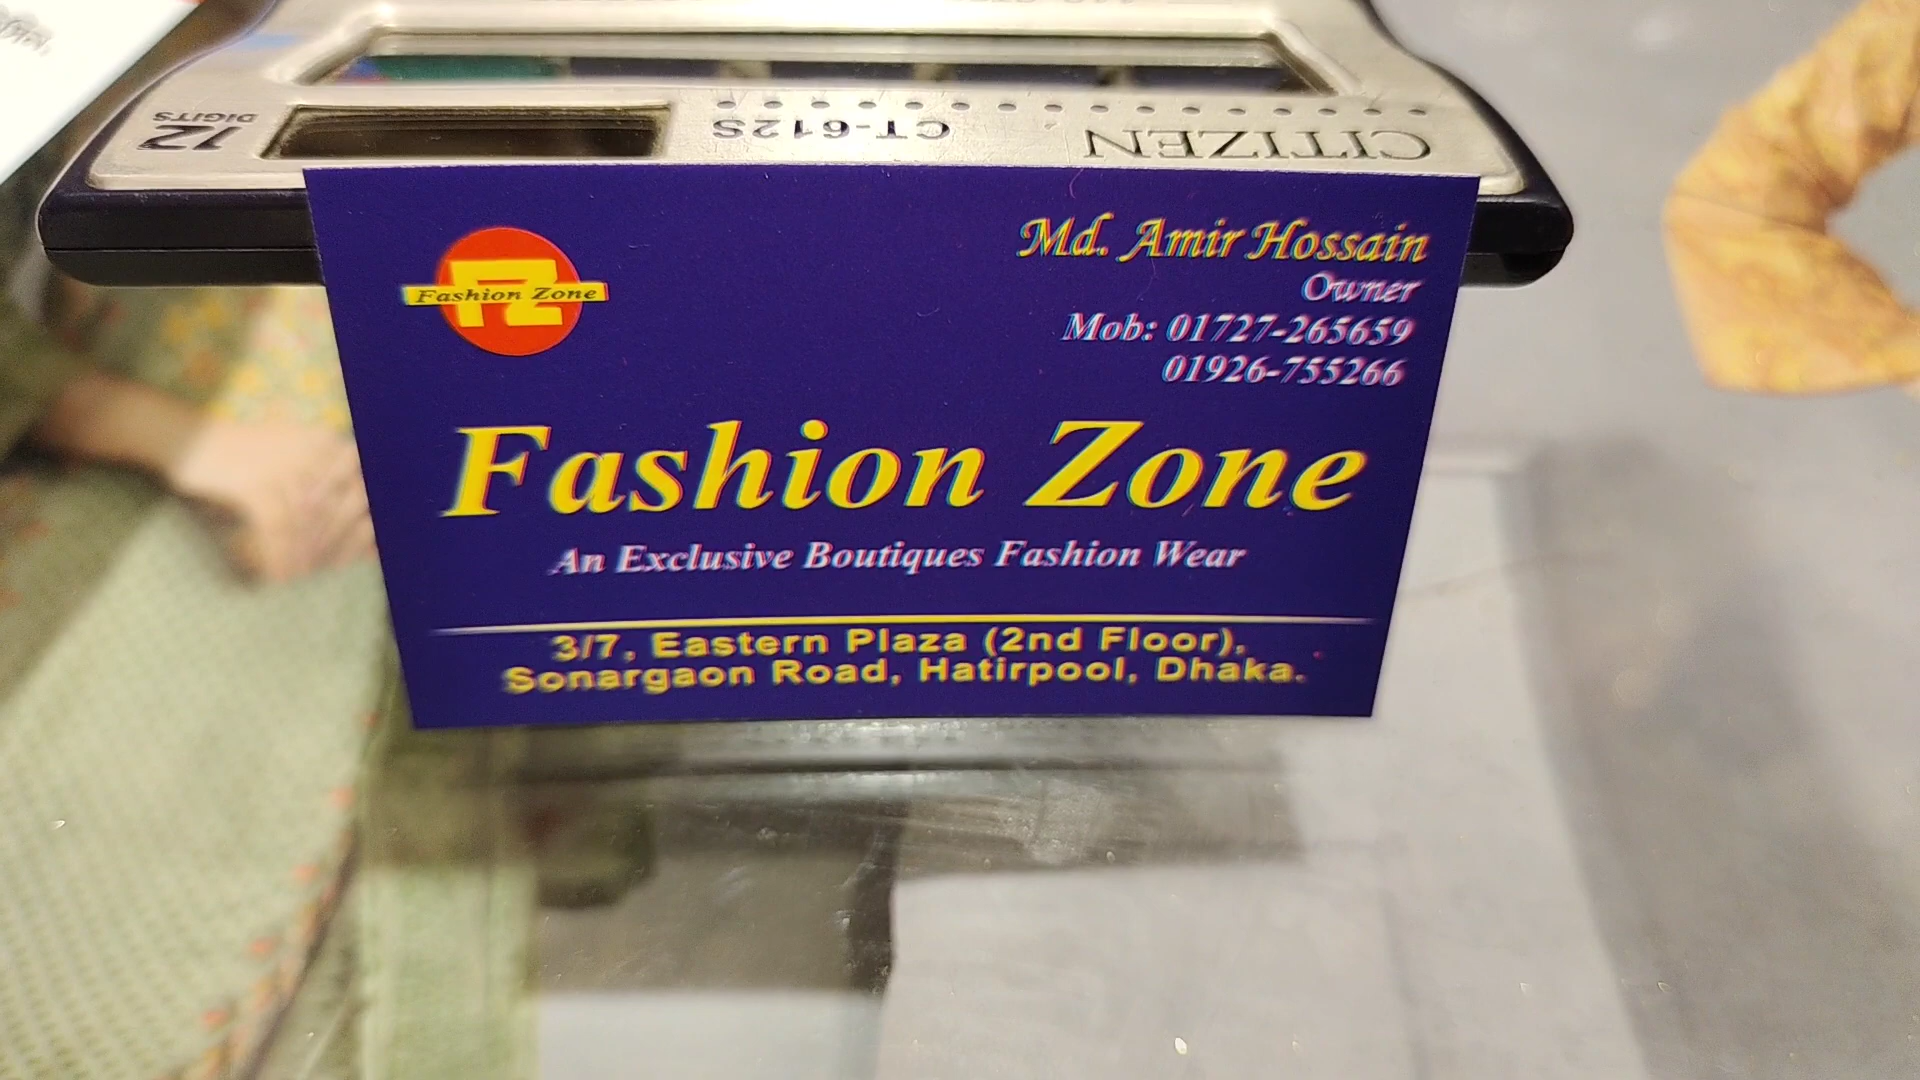 12
DIGITS
CT-612S
CITIZEN
FZ
Fashion Zone
Md. Amir Hossain
Owner
Mob: 01727-265659
01926-755266
Fashion Zone
An Exclusive Boutiques Fashion Wear
3/7, Eastern Plaza (2nd Floor),
Sonargaon Road, Hatirpool, Dhaka.